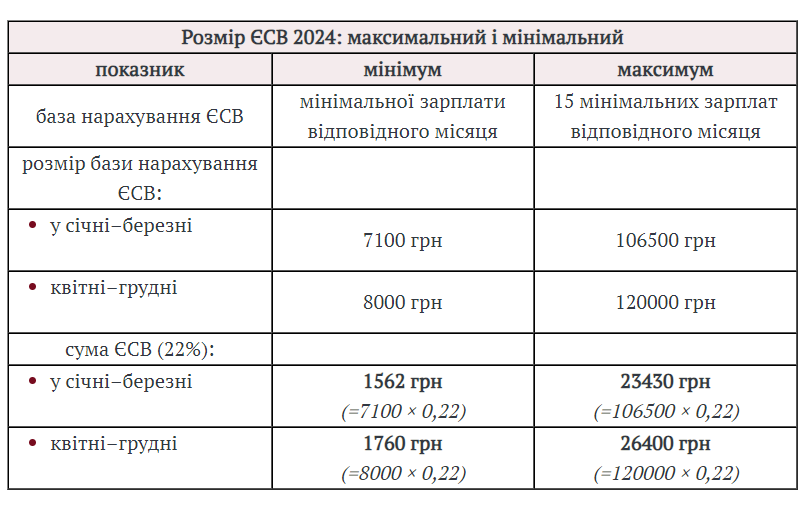 Розмір ЄСВ 2024: максимальний і мінімальний
показник мінімум максимум
база нарахування ЄСВ
мінімальної зарплати
відповідного місяця
15 мінімальних зарплат
відповідного місяця
розмір бази нарахування
ЄСВ:
• у січні–березні
7100 грн
106500 грн
• квітні–грудні
8000 грн
120000 грн
сума ЄСВ (22%):
• у січні–березні
1562 грн
(=7100 × 0,22)
23430 грн
(=106500 × 0,22)
• квітні–грудні
1760 грн
(=8000 × 0,22)
26400 грн
(=120000 × 0,22)